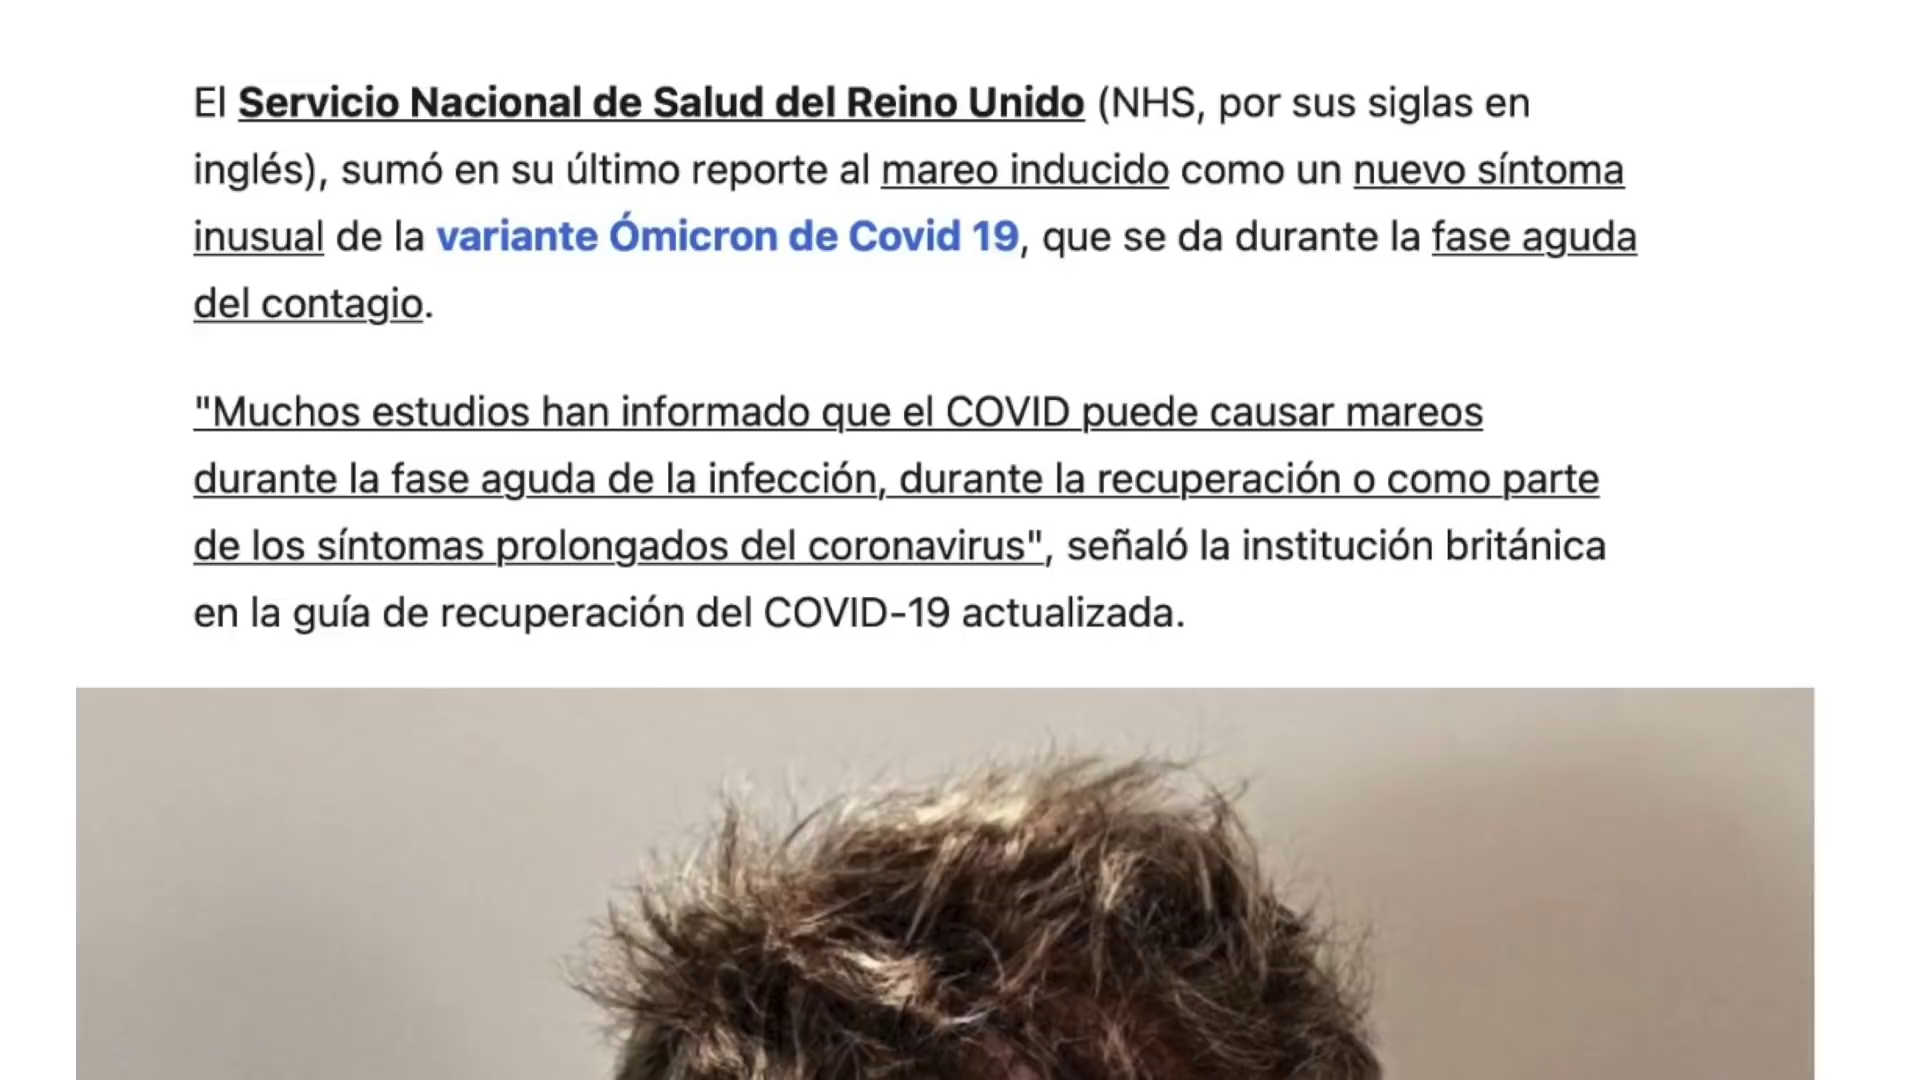 El Servicio Nacional de Salud del Reino Unido (NHS, por sus siglas en
inglés), sumó en su último reporte al mareo inducido como un nuevo síntoma
inusual de la variante Ómicron de Covid 19, que se da durante la fase aguda
del contagio.
"Muchos estudios han informado que el COVID puede causar mareos
durante la fase aguda de la infección, durante la recuperación o como parte
de los síntomas prolongados del coronavirus", señaló la institución británica
en la guía de recuperación del COVID-19 actualizada.